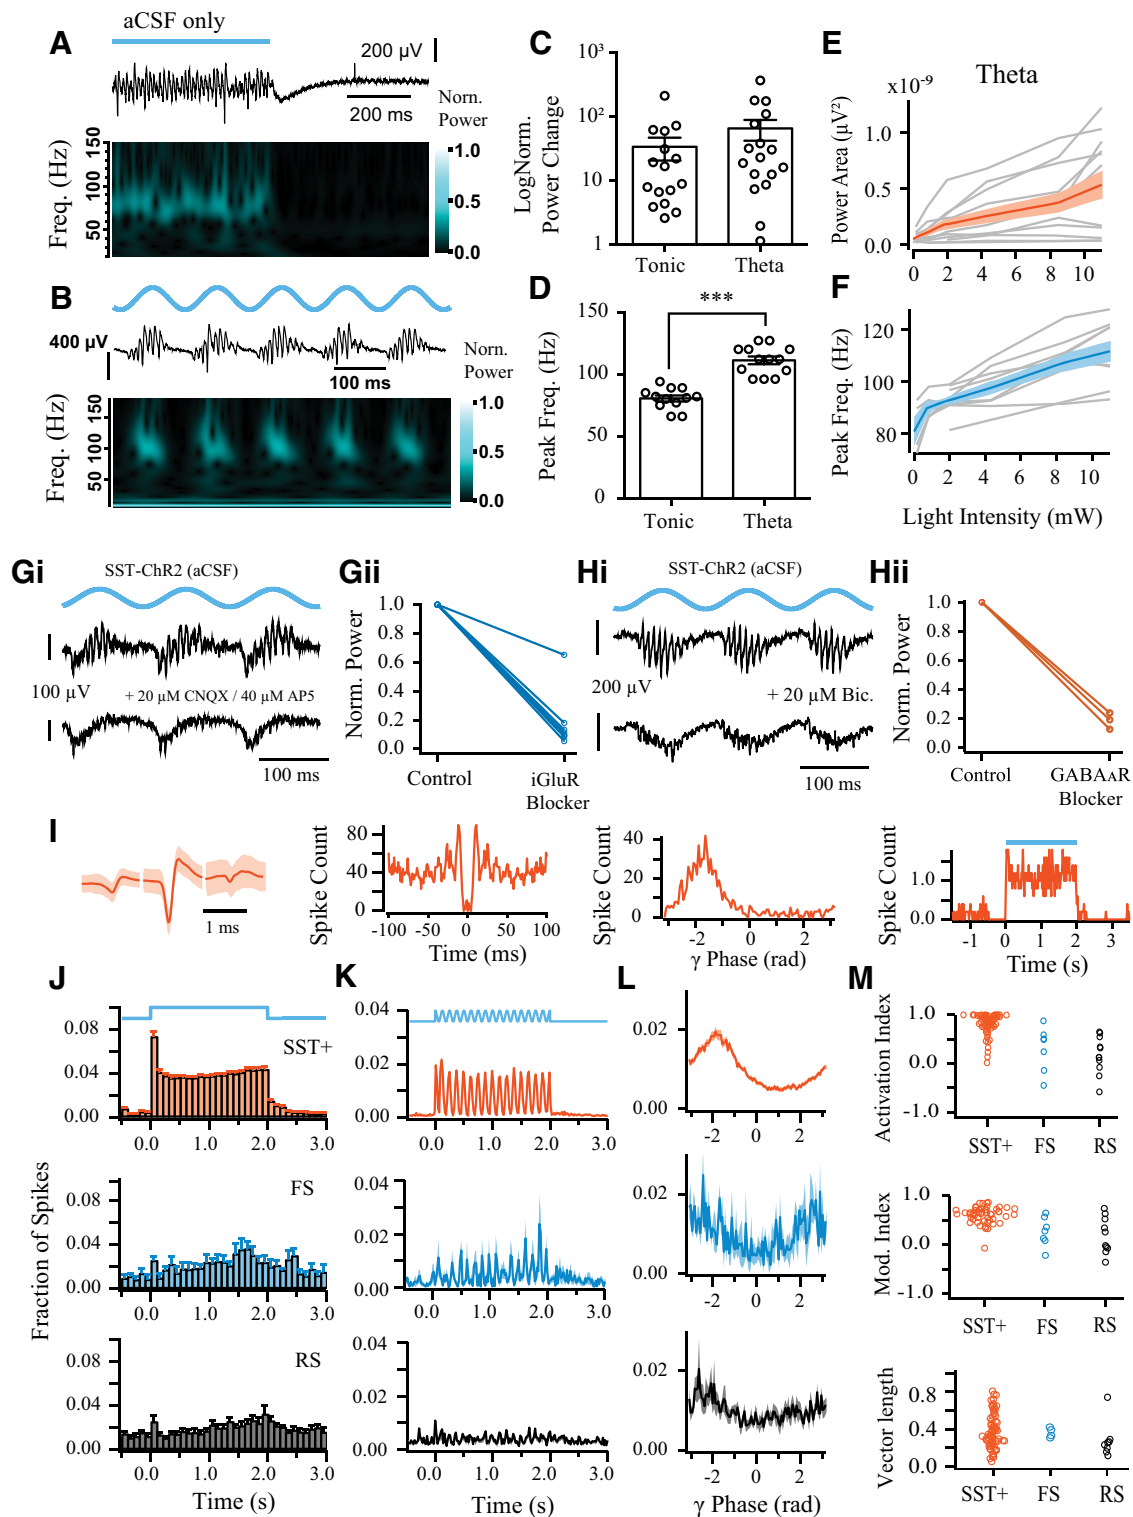 A
aCSF only
200 µV
200 ms
Norn.
Power
150
100
50
Freq. (Hz)
1.0
0.5
0.0
B
400 µV
100 ms
Norn.
Power
150
100
50
Freq. (Hz)
1.0
0.5
0.0
C
LogNorm.
Power Change
10³
10²
10
1
Tonic
Theta
D
***
Peak Freq. (Hz)
150
100
50
0
Tonic
Theta
E
x10⁻⁹
Theta
Power Area (µV²)
1.0
0.5
0.0
0 2 4 6 8 10
F
Peak Freq. (Hz)
120
100
80
0 2 4 6 8 10
Light Intensity (mW)
Gi
SST-ChR2 (aCSF)
100 µV
+ 20 µM CNQX / 40 µM AP5
100 ms
Gii
Norm. Power
1.0
0.8
0.6
0.4
0.2
0.0
Control
iGluR
Blocker
Hi
SST-ChR2 (aCSF)
200 µV
+ 20 µM Bic.
100 ms
Hii
Norm. Power
1.0
0.8
0.6
0.4
0.2
0.0
Control
GABAAR
Blocker
I
1 ms
Spike Count
80
60
40
20
0
-100 -50 0 50 100
Time (ms)
Spike Count
40
20
0
-2 0 2
γ Phase (rad)
Spike Count
1.0
0.0
-1 0 1 2 3
Time (s)
J
SST+
0.08
0.04
0.00
0.0 1.0 2.0 3.0
FS
0.08
0.04
0.00
0.0 1.0 2.0 3.0
RS
0.08
0.04
0.00
0.0 1.0 2.0 3.0
Fraction of Spikes
Time (s)
K
0.04
0.02
0.00
0.0 1.0 2.0 3.0
0.04
0.02
0.00
0.0 1.0 2.0 3.0
0.04
0.02
0.00
0.0 1.0 2.0 3.0
Time (s)
L
0.02
0.00
-2 0 2
0.02
0.00
-2 0 2
0.02
0.00
-2 0 2
γ Phase (rad)
M
Activation Index
1.0
0.0
-1.0
SST+ FS RS
Mod. Index
1.0
0.0
-1.0
SST+ FS RS
Vector length
0.8
0.4
0.0
SST+ FS RS